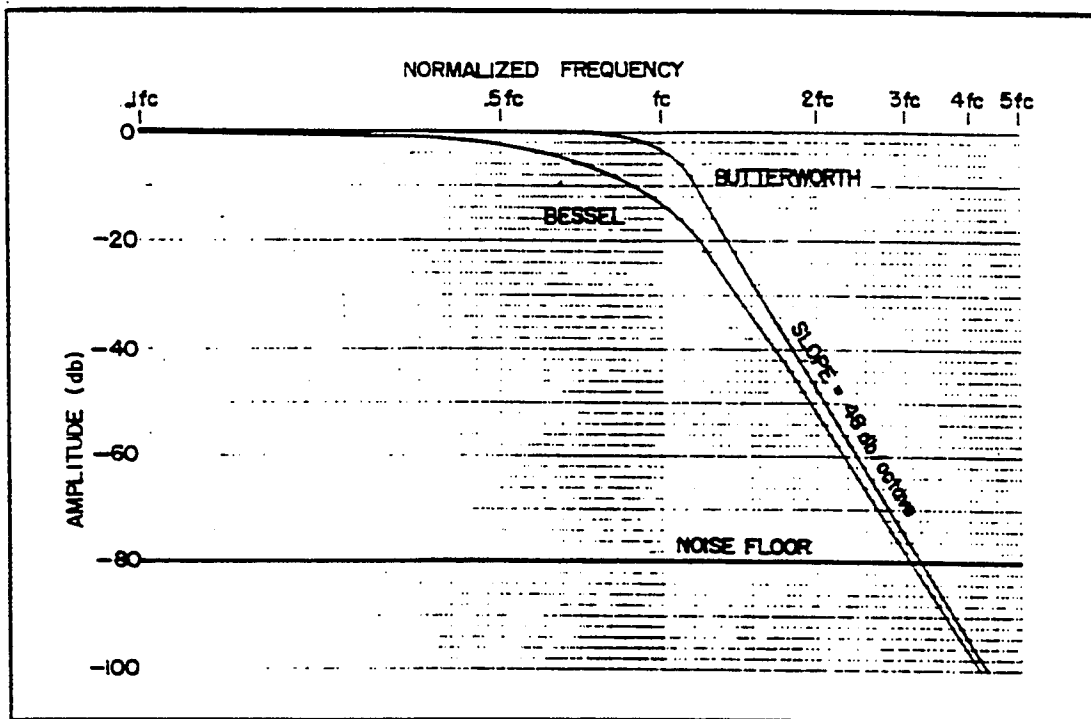 NORMALIZED FREQUENCY
.1fc .5fc fc 2fc 3fc 4fc 5fc
0
BUTTERWORTH
BESSEL
-20
SLOPE = 48 db/octave
-40
AMPLITUDE (db)
-60
NOISE FLOOR
-80
-100